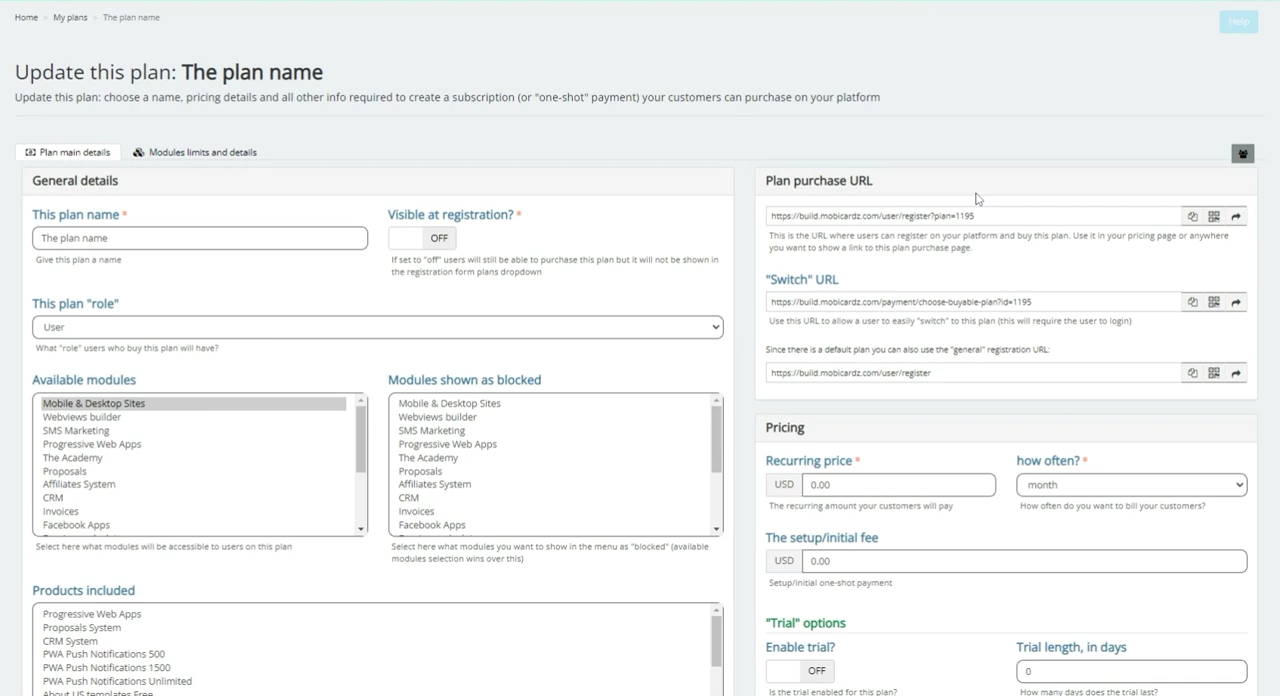 Home > My plans > The plan name
Help
Update this plan: The plan name
Update this plan: choose a name, pricing details and all other info required to create a subscription (or "one-shot" payment) your customers can purchase on your platform
Plan main details
Modules limits and details
General details
This plan name *
The plan name
Give this plan a name
Visible at registration? *
OFF
If set to "off" users will still be able to purchase this plan but it will not be shown in
the registration form plans dropdown
This plan "role"
User
What "role" users who buy this plan will have?
Available modules
Mobile & Desktop Sites
Webviews builder
SMS Marketing
Progressive Web Apps
The Academy
Proposals
Affiliates System
CRM
Invoices
Facebook Apps
Select here what modules will be accessible to users on this plan
Modules shown as blocked
Mobile & Desktop Sites
Webviews builder
SMS Marketing
Progressive Web Apps
The Academy
Proposals
Affiliates System
CRM
Invoices
Facebook Apps
Select here what modules you want to show in the menu as "blocked" (available
modules selection wins over this)
Products included
Progressive Web Apps
Proposals System
CRM System
PWA Push Notifications 500
PWA Push Notifications 1500
PWA Push Notifications Unlimited
About US templates Free
Plan purchase URL
https://build.mobicardz.com/user/register?plan=1195
This is the URL where users can register on your platform and buy this plan. Use it in your pricing page or anywhere
you want to show a link to this plan purchase page.
"Switch" URL
https://build.mobicardz.com/payment/choose-buyable-plan?id=1195
Use this URL to allow a user to easily "switch" to this plan (this will require the user to login)
Since there is a default plan you can also use the "general" registration URL:
https://build.mobicardz.com/user/register
Pricing
Recurring price *
USD 0.00
The recurring amount your customers will pay
how often? *
month
How often do you want to bill your customers?
The setup/initial fee
USD 0.00
Setup/initial one-shot payment
"Trial" options
Enable trial?
OFF
Is the trial enabled for this plan?
Trial length, in days
0
How many days does the trial last?